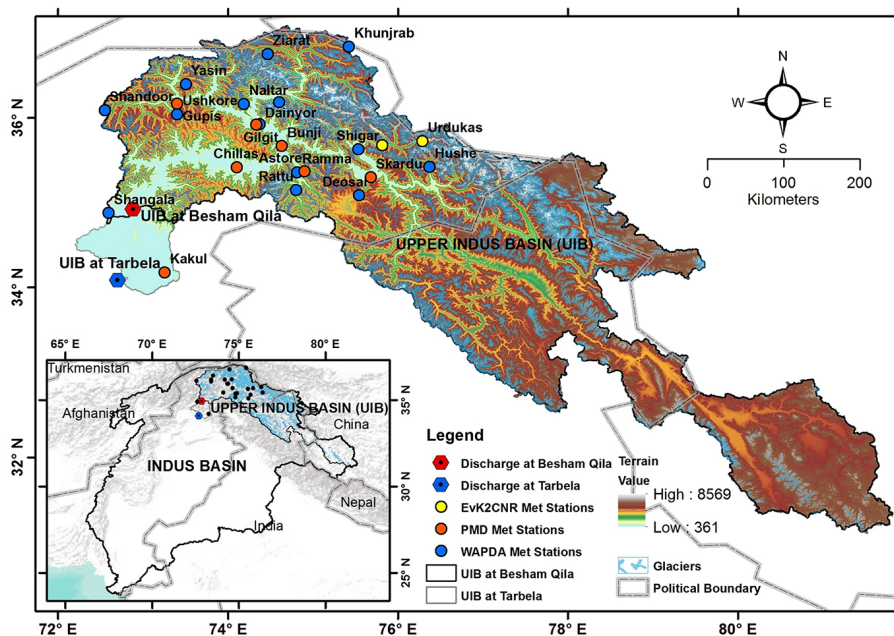 Khunjrab
Ziarat
N
W E
S
0 100 200
Kilometers
Yasin
Shandoor
Ushkore
Naltar
Gupis
Dainyor
Gilgit
Bunji
Shigar
Urdukas
Chillas
Astore
Ramma
Skardu
Hushe
Rattu
Deosai
Shangala
UIB at Besham Qila
UPPER INDUS BASIN (UIB)
UIB at Tarbela
Kakul
36° N
34° N
32° N
65° E 70° E 75° E 80° E
Turkmenistan
Afghanistan
UPPER INDUS BASIN (UIB)
China
INDUS BASIN
Nepal
India
35° N
30° N
25° N
Legend
Discharge at Besham Qila
Discharge at Tarbela
EvK2CNR Met Stations
PMD Met Stations
WAPDA Met Stations
UIB at Besham Qila
UIB at Tarbela
Terrain
Value
High : 8569
Low : 361
Glaciers
Political Boundary
72° E 74° E 76° E 78° E 80° E